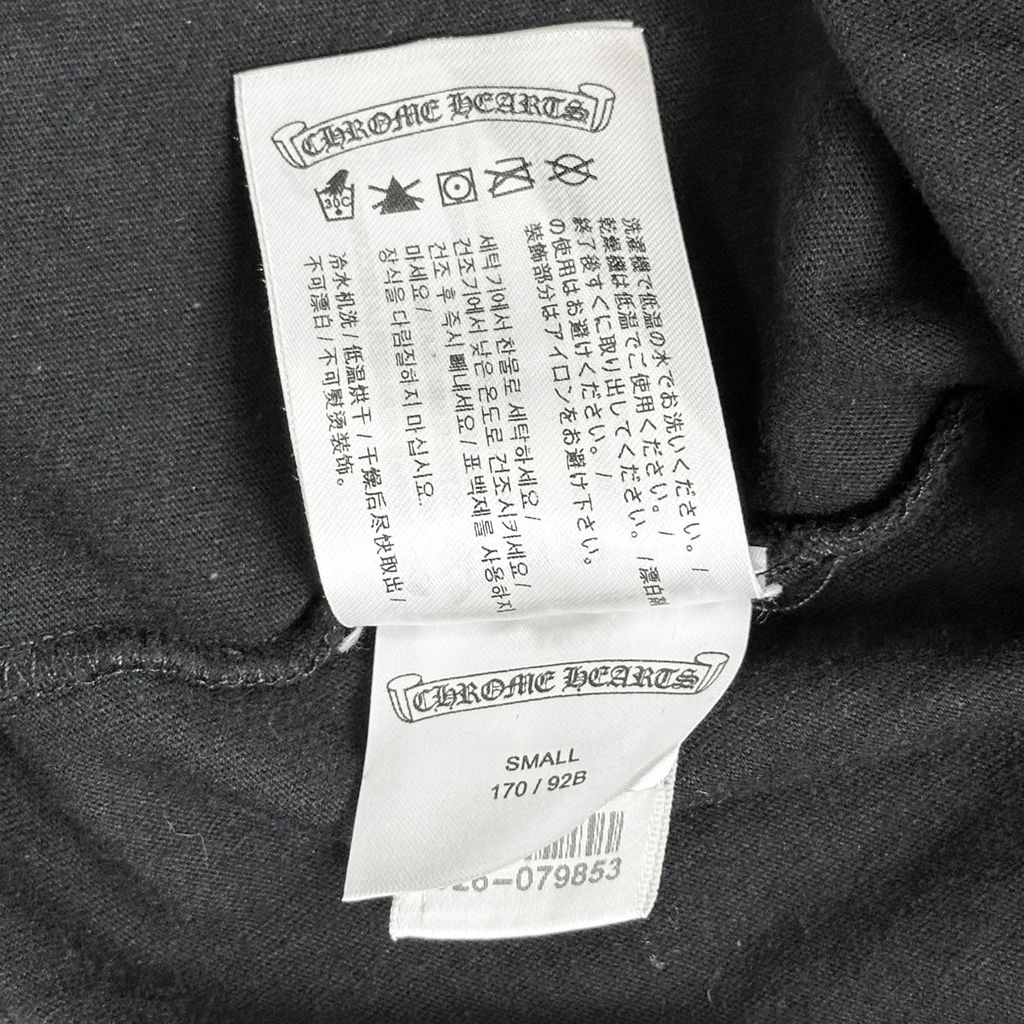 CHROME HEARTS
30C
洗濯機で低温の水でお洗いください。/
乾燥機は低温でご使用ください。/
終了後すぐに取り出してください。/漂白剤
の使用はお避けください。/
装飾部分はアイロンをお避け下さい。
세탁기에서 찬물로 세탁하세요/
건조기에서 낮은 온도로 건조시키세요/
건조 후 즉시 빼내세요/표백제를 사용하지
마세요/
장식을 다림질하지 마십시요.
冷水机洗/低温烘干/干燥后尽快取出/
不可漂白/不可熨烫装饰。
CHROME HEARTS
SMALL
170 / 92B
26-079853